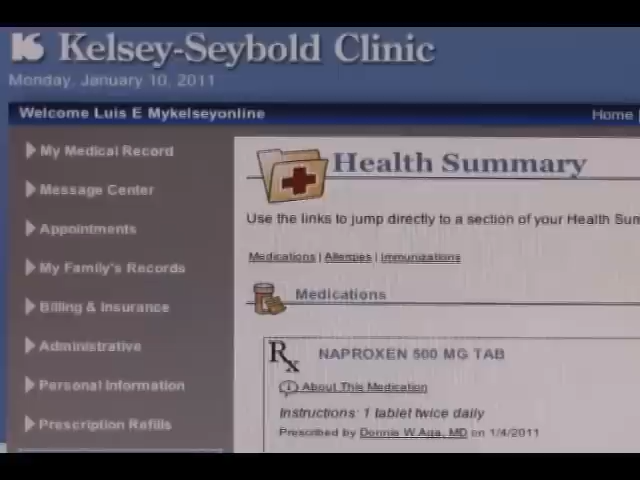 Kelsey-Seybold Clinic
Monday, January 10, 2011
Welcome Luis E Mykelseyonline
Home |
My Medical Record
Message Center
Appointments
My Family's Records
Billing & Insurance
Administrative
Personal Information
Prescription Refills
Health Summary
Use the links to jump directly to a section of your Health Sum
Medications | Allergies | Immunizations
Medications
Rx NAPROXEN 500 MG TAB
About This Medication
Instructions: 1 tablet twice daily
Prescribed by Donnie W Aga, MD on 1/4/2011